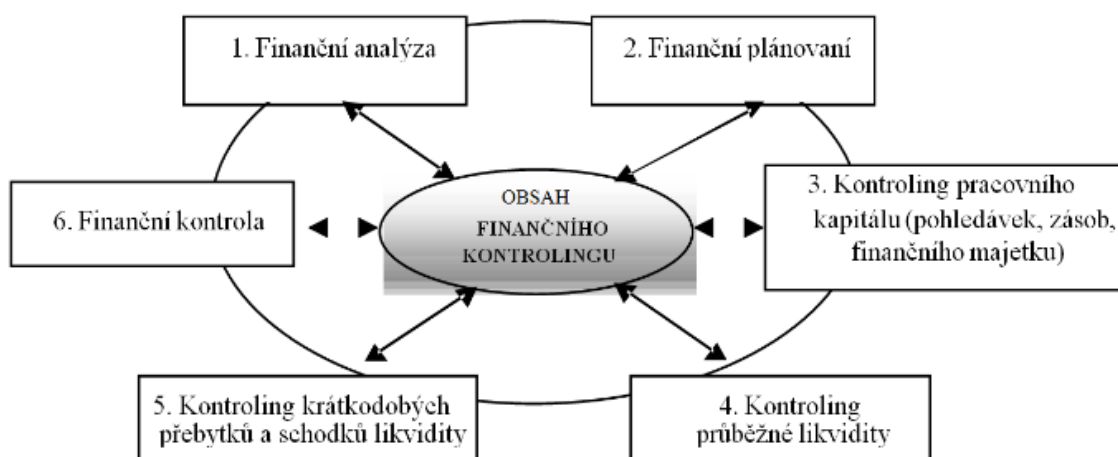 1. Finanční analýza
2. Finanční plánovaní
3. Kontroling pracovního
kapitálu (pohledávek, zásob,
finančního majetku)
6. Finanční kontrola
OBSAH
FINANČNÍHO
KONTROLINGU
5. Kontroling krátkodobých
přebytků a schodků likvidity
4. Kontroling
průběžné likvidity